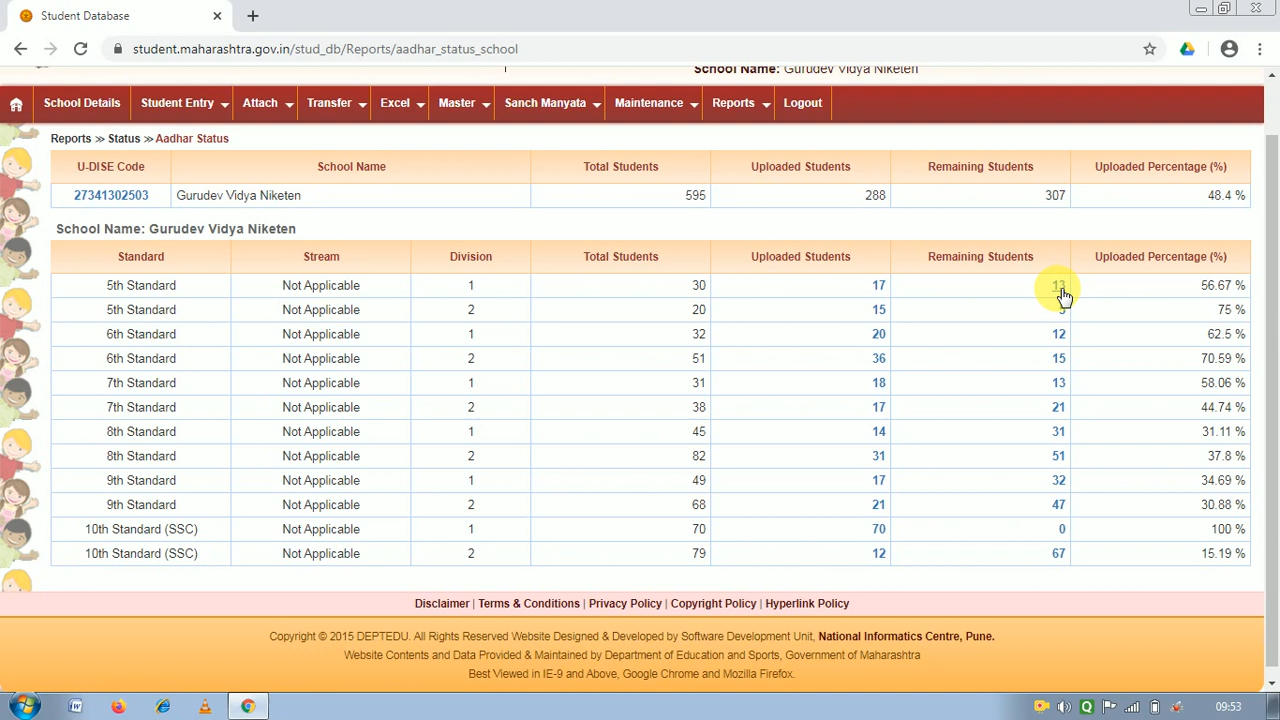 Student Database
student.maharashtra.gov.in/stud_db/Reports/aadhar_status_school
School Name: Gurudev Vidya Niketen
School Details Student Entry Attach Transfer Excel Master Sanch Manyata Maintenance Reports Logout
Reports >> Status >> Aadhar Status
U-DISE Code School Name Total Students Uploaded Students Remaining Students Uploaded Percentage (%)
27341302503 Gurudev Vidya Niketen 595 288 307 48.4 %
School Name: Gurudev Vidya Niketen
Standard Stream Division Total Students Uploaded Students Remaining Students Uploaded Percentage (%)
5th Standard Not Applicable 1 30 17 13 56.67 %
5th Standard Not Applicable 2 20 15 5 75 %
6th Standard Not Applicable 1 32 20 12 62.5 %
6th Standard Not Applicable 2 51 36 15 70.59 %
7th Standard Not Applicable 1 31 18 13 58.06 %
7th Standard Not Applicable 2 38 17 21 44.74 %
8th Standard Not Applicable 1 45 14 31 31.11 %
8th Standard Not Applicable 2 82 31 51 37.8 %
9th Standard Not Applicable 1 49 17 32 34.69 %
9th Standard Not Applicable 2 68 21 47 30.88 %
10th Standard (SSC) Not Applicable 1 70 70 0 100 %
10th Standard (SSC) Not Applicable 2 79 12 67 15.19 %
Disclaimer | Terms & Conditions | Privacy Policy | Copyright Policy | Hyperlink Policy
Copyright © 2015 DEPTEDU. All Rights Reserved Website Designed & Developed by Software Development Unit, National Informatics Centre, Pune.
Website Contents and Data Provided & Maintained by Department of Education and Sports, Government of Maharashtra
Best Viewed in IE-9 and Above, Google Chrome and Mozilla Firefox.
09:53